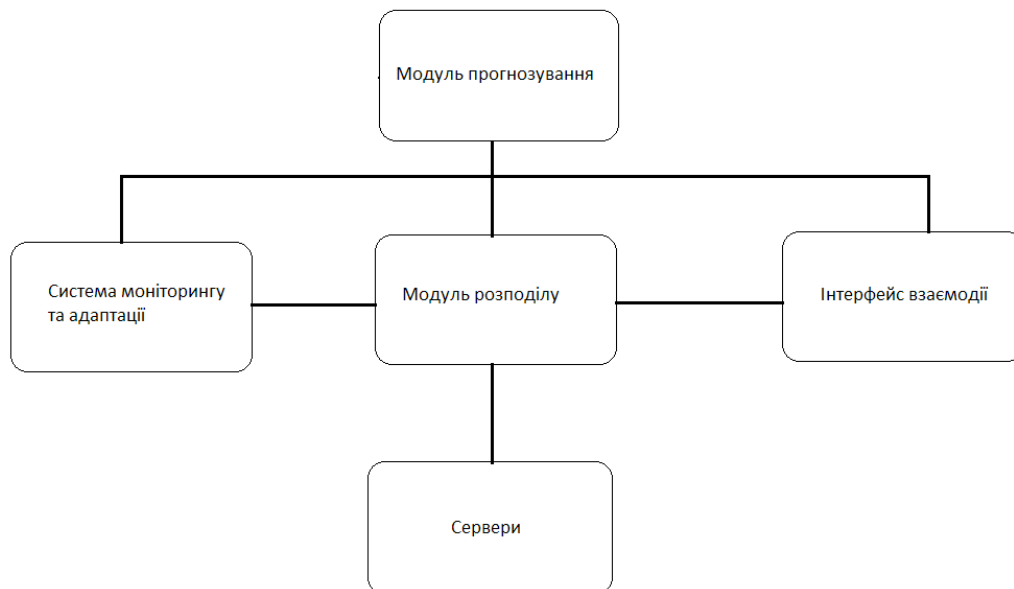 Модуль прогнозування
Система моніторингу
та адаптації
Модуль розподілу
Інтерфейс взаємодії
Сервери